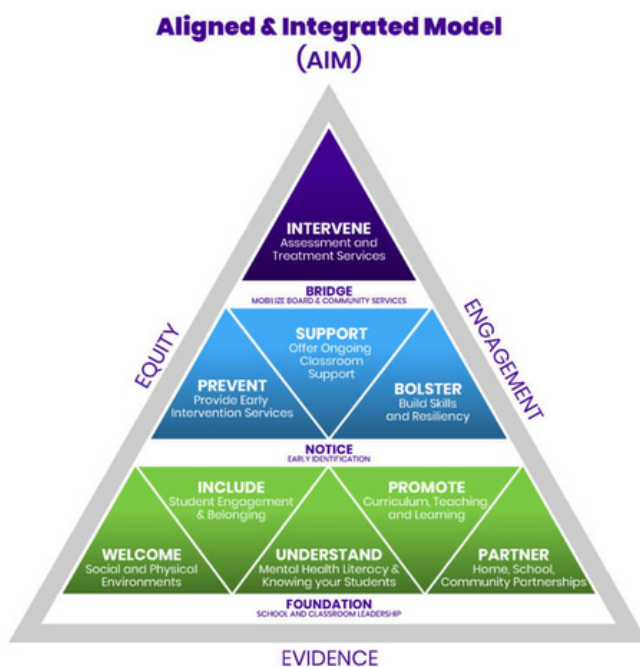 Aligned & Integrated Model
(AIM)
INTERVENE
Assessment and
Treatment Services
BRIDGE
MOBILIZE BOARD & COMMUNITY SERVICES
EQUITY
ENGAGEMENT
SUPPORT
Offer Ongoing
Classroom
Support
PREVENT
Provide Early
Intervention Services
BOLSTER
Build Skills
and Resiliency
NOTICE
EARLY IDENTIFICATION
INCLUDE
Student Engagement
& Belonging
PROMOTE
Curriculum, Teaching
and Learning
WELCOME
Social and Physical
Environments
UNDERSTAND
Mental Health Literacy &
Knowing your Students
PARTNER
Home, School,
Community Partnerships
FOUNDATION
SCHOOL AND CLASSROOM LEADERSHIP
EVIDENCE